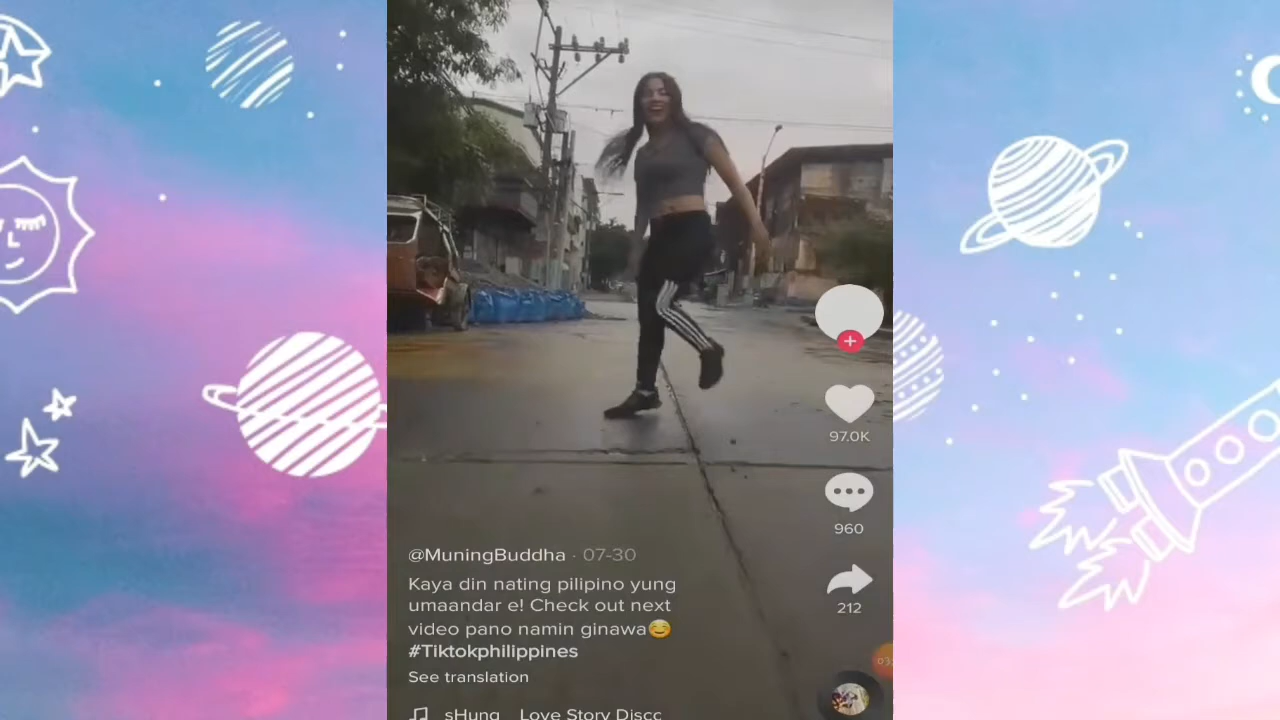 97.0K
960
212
@MuningBuddha · 07-30
Kaya din nating pilipino yung
umaandar e! Check out next
video pano namin ginawa😊
#Tiktokphilippines
See translation
sHung Love Story Disco
03: